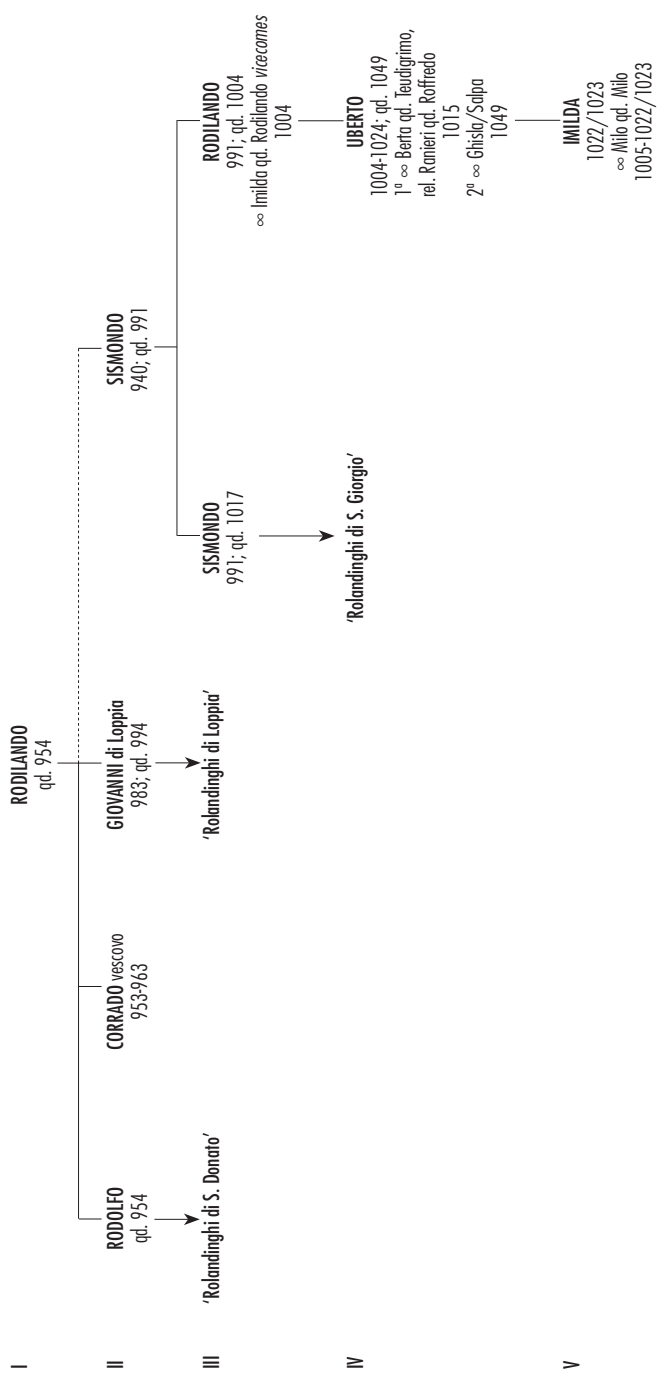 I
RODILANDO
qd. 954
II
RODOLFO
qd. 954
CORRADO vescovo
953-963
GIOVANNI di Loppia
983; qd. 994
SISMONDO
940; qd. 991
III
'Rolandinghi di S. Donato'
'Rolandinghi di Loppia'
SISMONDO
991; qd. 1017
RODILANDO
991; qd. 1004
∞ Imilda qd. Rodilando vicecomes
1004
IV
'Rolandinghi di S. Giorgio'
UBERTO
1004-1024; qd. 1049
1ª ∞ Berta qd. Teudigrimo,
rel. Ranieri qd. Roffredo
1015
2ª ∞ Ghisla/Salpa
1049
V
IMILDA
1022/1023
∞ Milo qd. Milo
1005-1022/1023